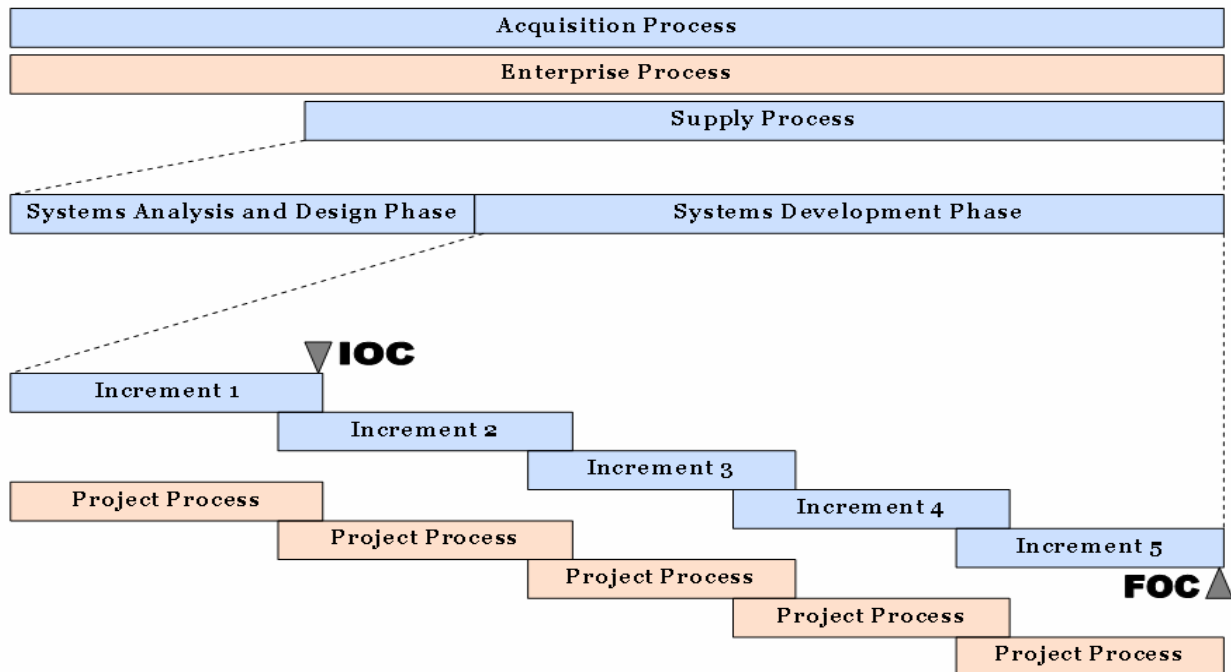 Acquisition Process
Enterprise Process
Supply Process
Systems Analysis and Design Phase
Systems Development Phase
IOC
Increment 1
Increment 2
Increment 3
Increment 4
Increment 5
FOC
Project Process
Project Process
Project Process
Project Process
Project Process